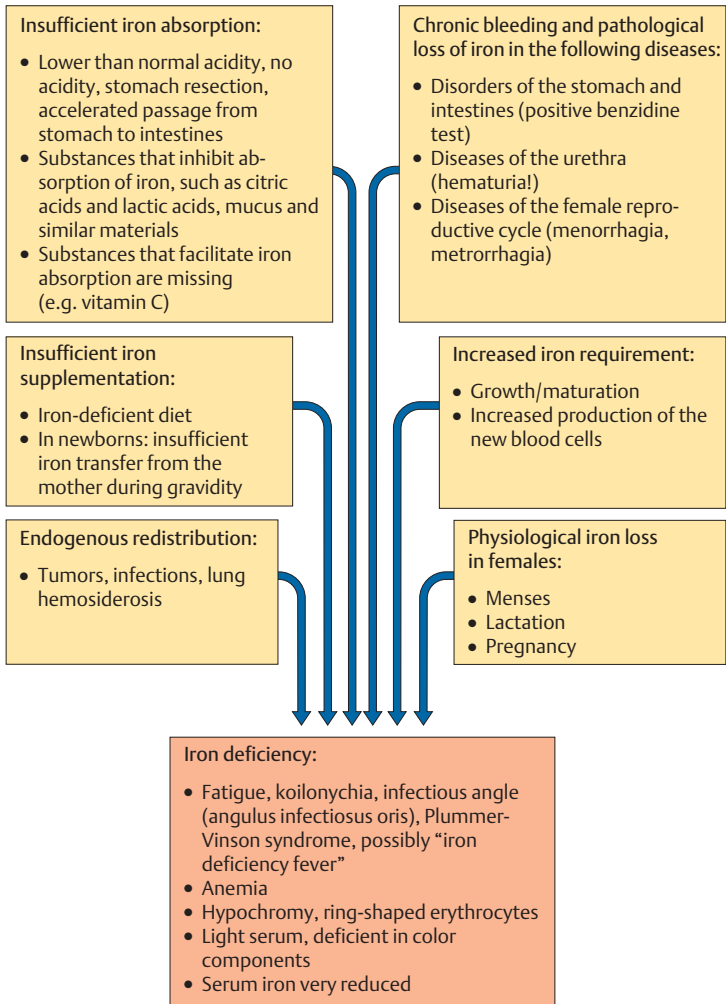 Insufficient iron absorption:
• Lower than normal acidity, no
acidity, stomach resection,
accelerated passage from
stomach to intestines
• Substances that inhibit ab-
sorption of iron, such as citric
acids and lactic acids, mucus and
similar materials
• Substances that facilitate iron
absorption are missing
(e.g. vitamin C)
Chronic bleeding and pathological
loss of iron in the following diseases:
• Disorders of the stomach and
intestines (positive benzidine
test)
• Diseases of the urethra
(hematuria!)
• Diseases of the female repro-
ductive cycle (menorrhagia,
metrorrhagia)
Insufficient iron
supplementation:
• Iron-deficient diet
• In newborns: insufficient
iron transfer from the
mother during gravidity
Increased iron requirement:
• Growth/maturation
• Increased production of the
new blood cells
Endogenous redistribution:
• Tumors, infections, lung
hemosiderosis
Physiological iron loss
in females:
• Menses
• Lactation
• Pregnancy
Iron deficiency:
• Fatigue, koilonychia, infectious angle
(angulus infectiosus oris), Plummer-
Vinson syndrome, possibly “iron
deficiency fever”
• Anemia
• Hypochromy, ring-shaped erythrocytes
• Light serum, deficient in color
components
• Serum iron very reduced